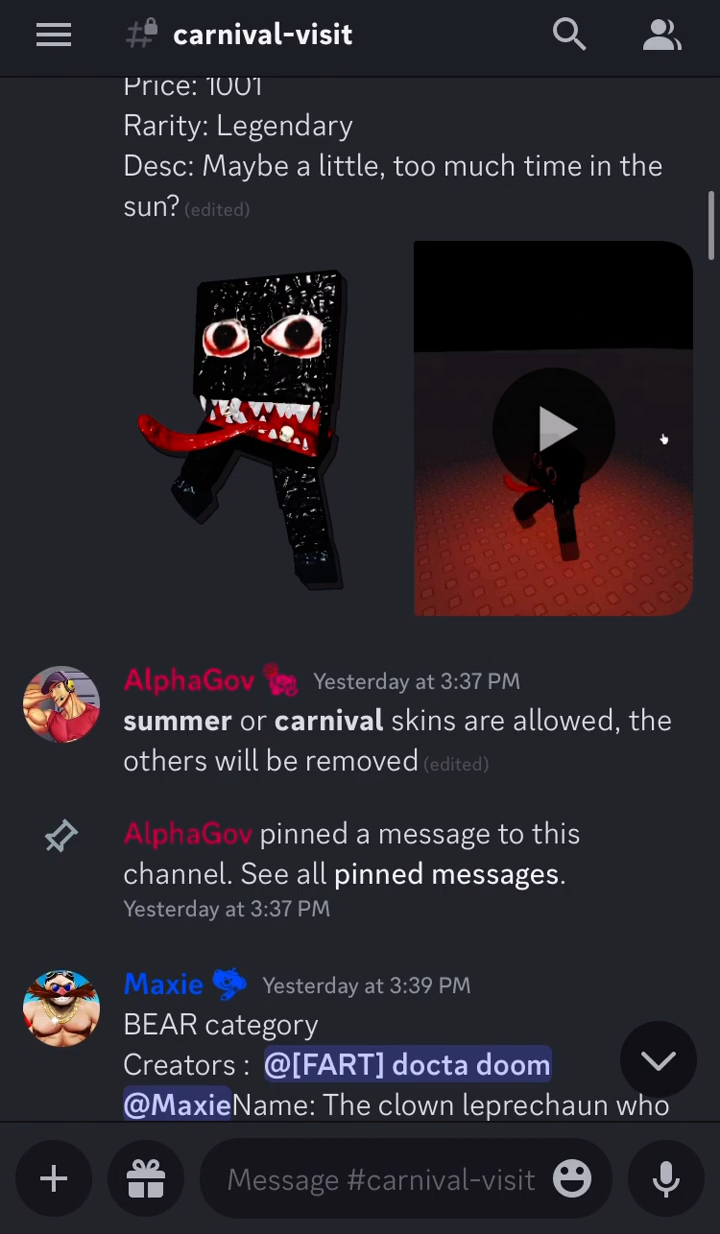 carnival-visit
Price: 1001
Rarity: Legendary
Desc: Maybe a little, too much time in the
sun? (edited)
AlphaGov Yesterday at 3:37 PM
summer or carnival skins are allowed, the
others will be removed (edited)
AlphaGov pinned a message to this
channel. See all pinned messages.
Yesterday at 3:37 PM
Maxie Yesterday at 3:39 PM
BEAR category
Creators : @[FART] docta doom
@MaxieName: The clown leprechaun who
Message #carnival-visit